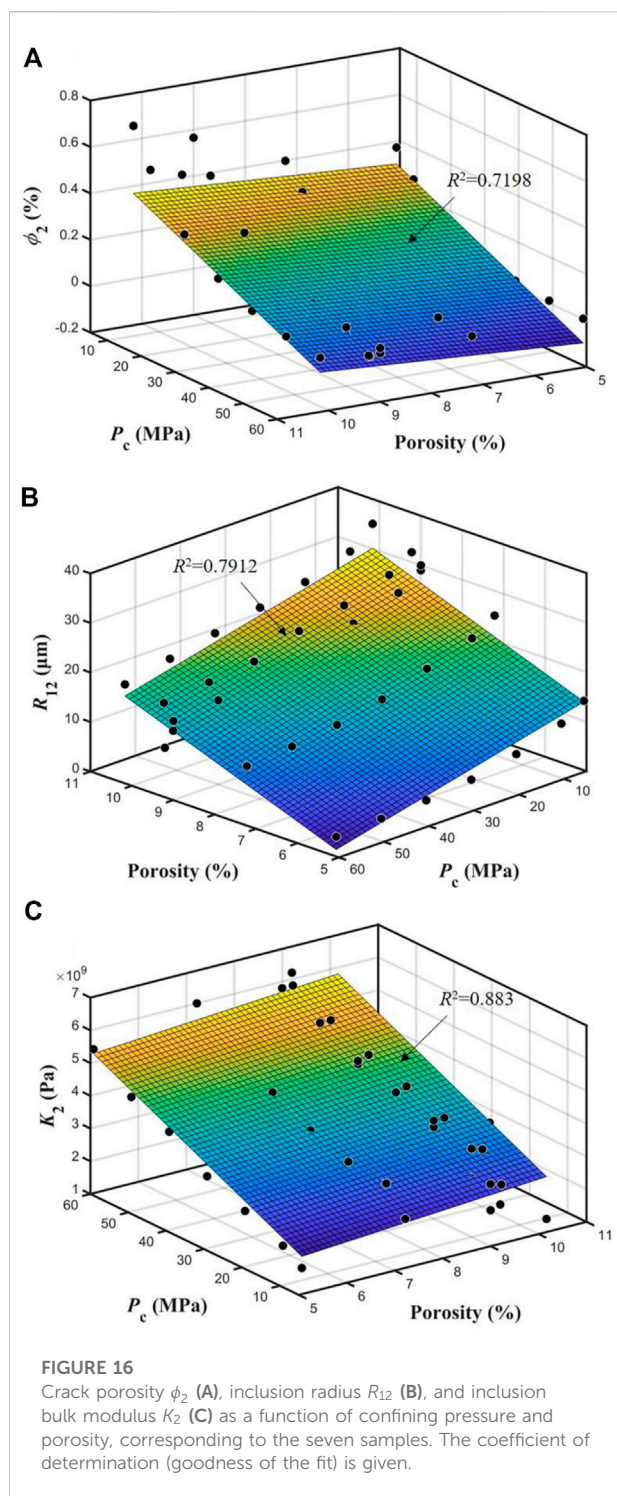 A
0.8
0.6
0.4
0.2
0
-0.2
ϕ2 (%)
R²=0.7198
10
20
30
40
50
60
Pc (MPa)
11
10
9
8
7
6
5
Porosity (%)
B
40
30
20
10
0
R12 (μm)
R²=0.7912
11
10
9
8
7
6
5
Porosity (%)
60
50
40
30
20
10
Pc (MPa)
C
×10⁹
7
6
5
4
3
2
1
K2 (Pa)
R²=0.883
60
50
40
30
20
10
Pc (MPa)
5
6
7
8
9
10
11
Porosity (%)
FIGURE 16
Crack porosity ϕ2 (A), inclusion radius R12 (B), and inclusion
bulk modulus K2 (C) as a function of confining pressure and
porosity, corresponding to the seven samples. The coefficient of
determination (goodness of the fit) is given.